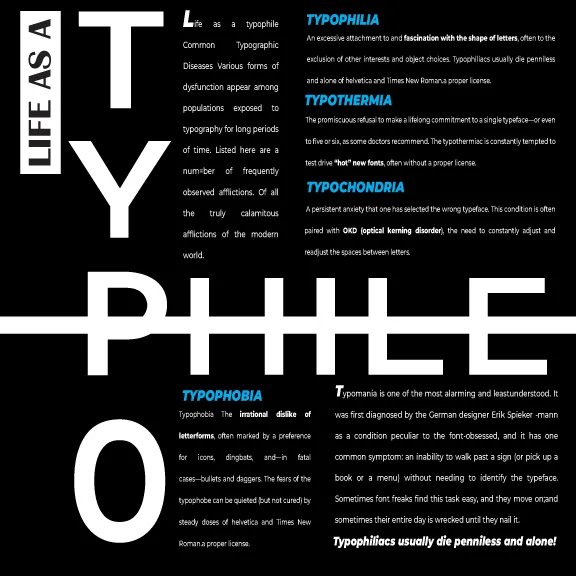 LIFE AS A
TYPO
PHILE
Life as a typophile
Common Typographic
Diseases Various forms of
dysfunction appear among
populations exposed to
typography for long periods
of time. Listed here are a
num=ber of frequently
observed afflictions. Of all
the truly calamitous
afflictions of the modern
world.
TYPOPHILIA
An excessive attachment to and fascination with the shape of letters, often to the
exclusion of other interests and object choices. Typophiliacs usually die penniless
and alone of helvetica and Times New Roman.a proper license.
TYPOTHERMIA
The promiscuous refusal to make a lifelong commitment to a single typeface—or even
to five or six, as some doctors recommend. The typothermiac is constantly tempted to
test drive "hot" new fonts, often without a proper license.
TYPOCHONDRIA
A persistent anxiety that one has selected the wrong typeface. This condition is often
paired with OKD (optical kerning disorder), the need to constantly adjust and
readjust the spaces between letters.
TYPOPHOBIA
Typophobia The irrational dislike of
letterforms, often marked by a preference
for icons, dingbats, and—in fatal
cases—bullets and daggers. The fears of the
typophobe can be quieted (but not cured) by
steady doses of helvetica and Times New
Roman.a proper license.
Typomania is one of the most alarming and leastunderstood. It
was first diagnosed by the German designer Erik Spieker -mann
as a condition peculiar to the font-obsessed, and it has one
common symptom: an inability to walk past a sign (or pick up a
book or a menu) without needing to identify the typeface.
Sometimes font freaks find this task easy, and they move on;and
sometimes their entire day is wrecked until they nail it.
Typophiliacs usually die penniless and alone!